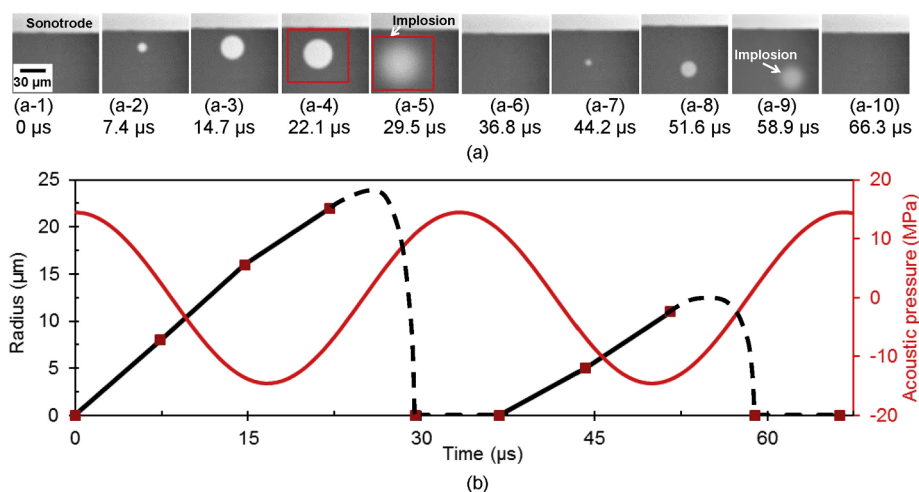 Sonotrode
Implosion
Implosion
30 µm
(a-1) (a-2) (a-3) (a-4) (a-5) (a-6) (a-7) (a-8) (a-9) (a-10)
0 µs 7.4 µs 14.7 µs 22.1 µs 29.5 µs 36.8 µs 44.2 µs 51.6 µs 58.9 µs 66.3 µs
(a)
25
20
15
10
5
0
Radius (µm)
20
10
0
-10
-20
Acoustic pressure (MPa)
0 15 30 45 60
Time (µs)
(b)